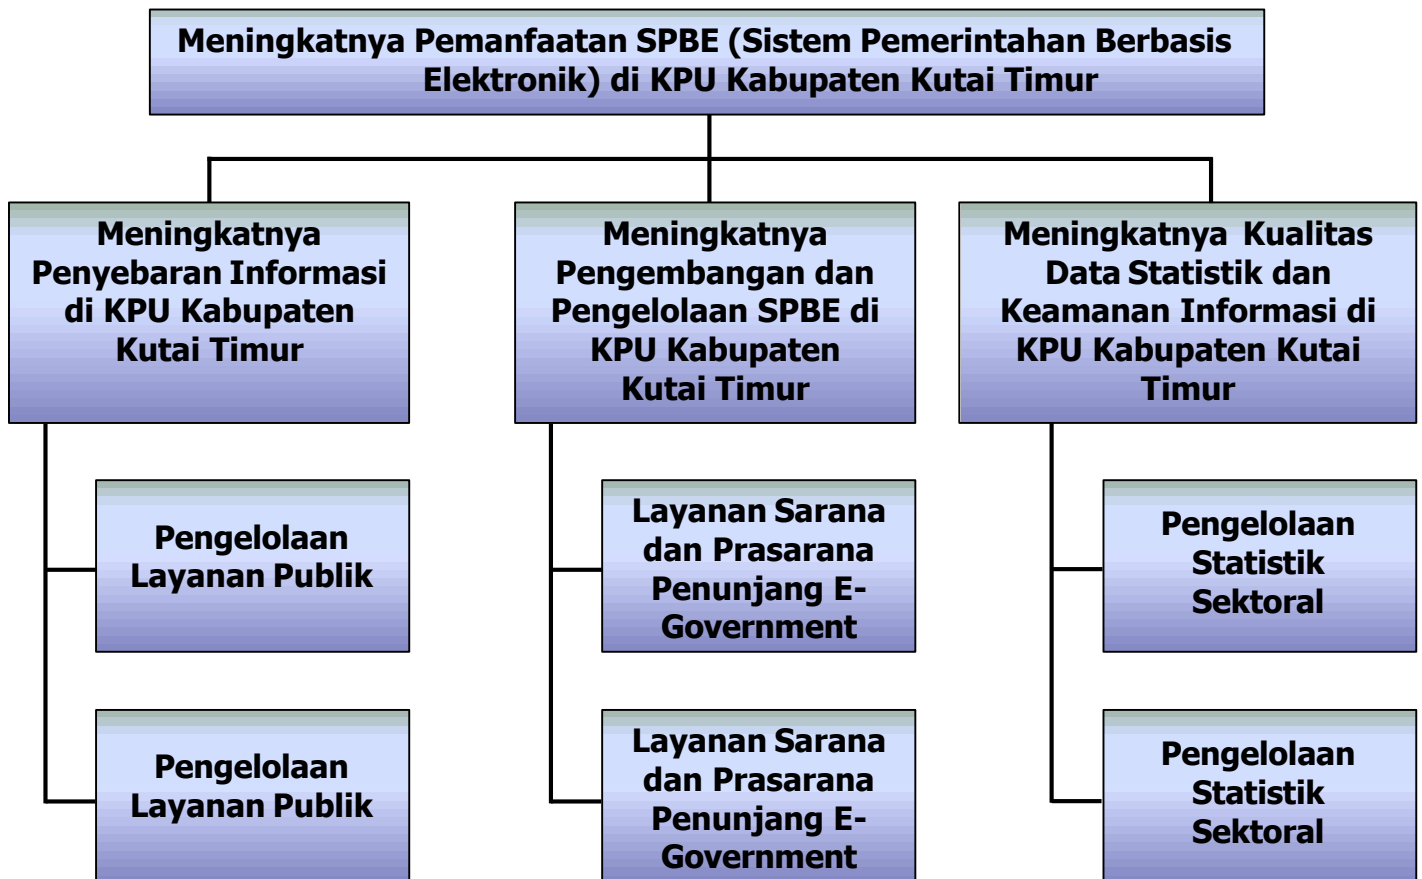 Meningkatnya Pemanfaatan SPBE (Sistem Pemerintahan Berbasis
Elektronik) di KPU Kabupaten Kutai Timur
Meningkatnya
Penyebaran Informasi
di KPU Kabupaten
Kutai Timur
Meningkatnya
Pengembangan dan
Pengelolaan SPBE di
KPU Kabupaten
Kutai Timur
Meningkatnya Kualitas
Data Statistik dan
Keamanan Informasi di
KPU Kabupaten Kutai
Timur
Pengelolaan
Layanan Publik
Layanan Sarana
dan Prasarana
Penunjang E-
Government
Pengelolaan
Statistik
Sektoral
Pengelolaan
Layanan Publik
Layanan Sarana
dan Prasarana
Penunjang E-
Government
Pengelolaan
Statistik
Sektoral